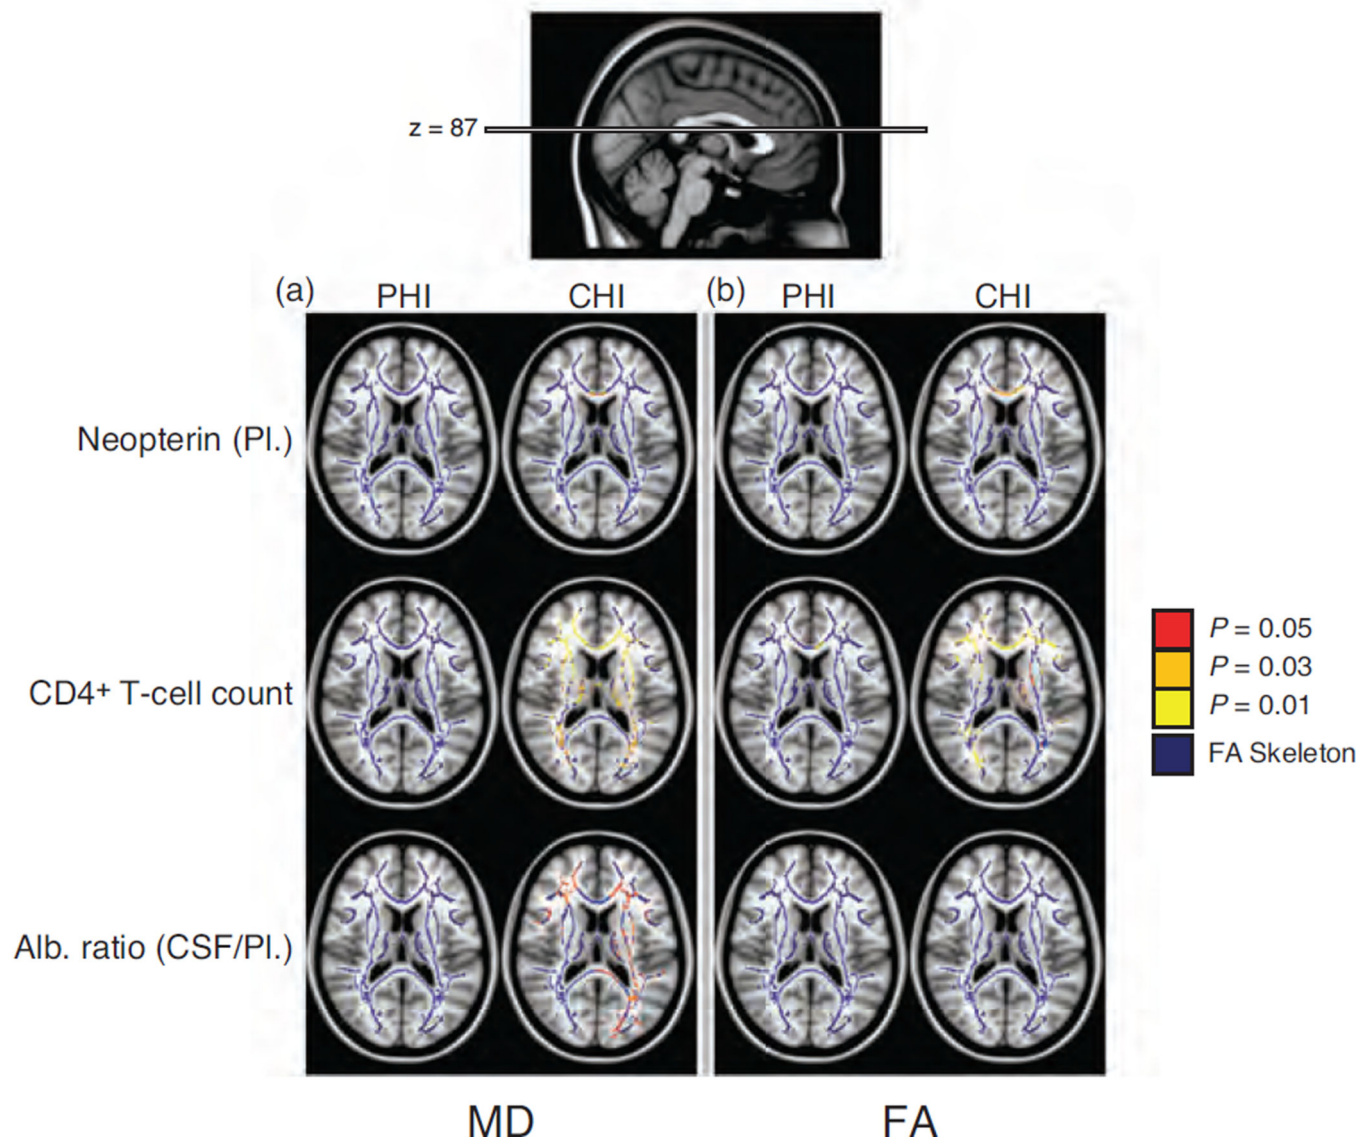 z = 87
(a) PHI CHI (b) PHI CHI
Neopterin (Pl.)
CD4+ T-cell count
Alb. ratio (CSF/Pl.)
P = 0.05
P = 0.03
P = 0.01
FA Skeleton
MD FA